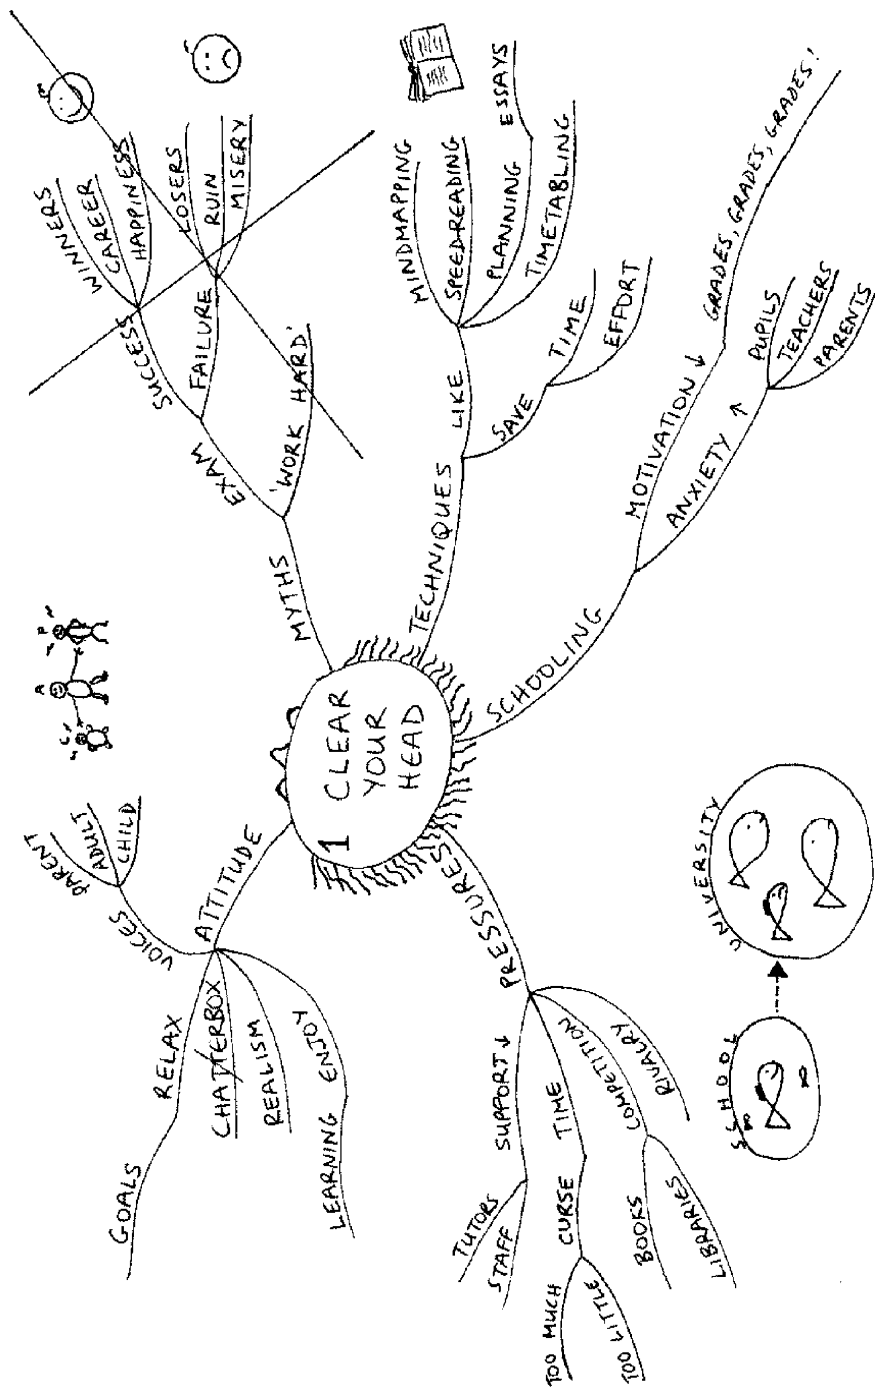 1 CLEAR
YOUR
HEAD
MYTHS
EXAM
SUCCESS
WINNERS
CAREER
HAPPINESS
FAILURE
LOSERS
RUIN
MISERY
'WORK HARD'
TECHNIQUES
LIKE
MINDMAPPING
SPEEDREADING
PLANNING
ESSAYS
TIMETABLING
SAVE
TIME
EFFORT
SCHOOLING
MOTIVATION ↓
GRADES, GRADES, GRADES!
ANXIETY ↑
PUPILS
TEACHERS
PARENTS
PRESSURES
RIVALRY
COMPETITION
LIBRARIES
BOOKS
TIME
CURSE
TOO LITTLE
TOO MUCH
SUPPORT ↓
STAFF
TUTORS
ATTITUDE
LEARNING ENJOY
REALISM
CHATTERBOX
RELAX
GOALS
VOICES
PARENT
ADULT
CHILD
P
A
C
SCHOOL
UNIVERSITY